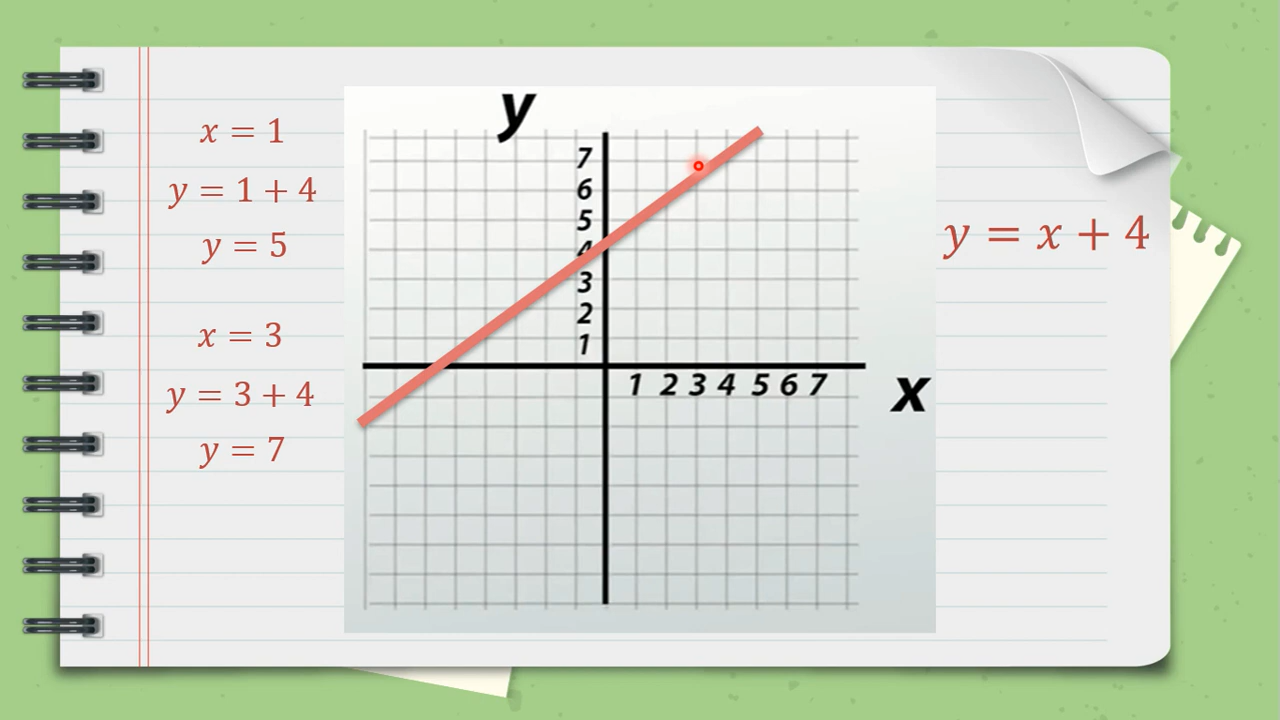 x = 1
y = 1 + 4
y = 5
x = 3
y = 3 + 4
y = 7
y
7
6
5
4
3
2
1
1 2 3 4 5 6 7
x
y = x + 4